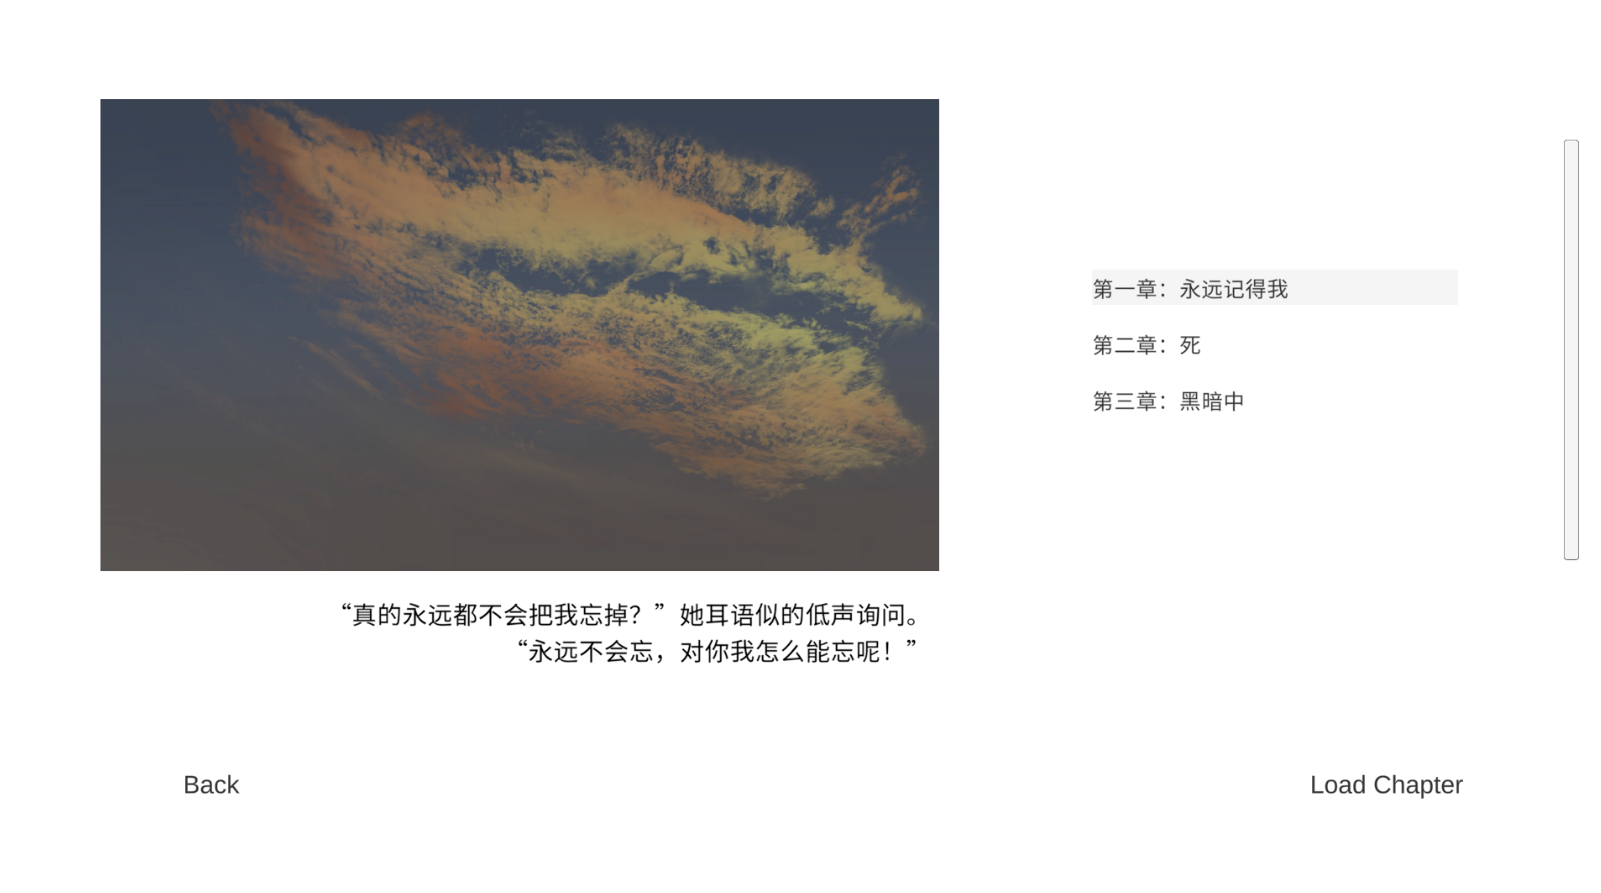 第一章：永远记得我
第二章：死
第三章：黑暗中
“真的永远都不会把我忘掉？”她耳语似的低声询问。
“永远不会忘，对你我怎么能忘呢！”
Back
Load Chapter